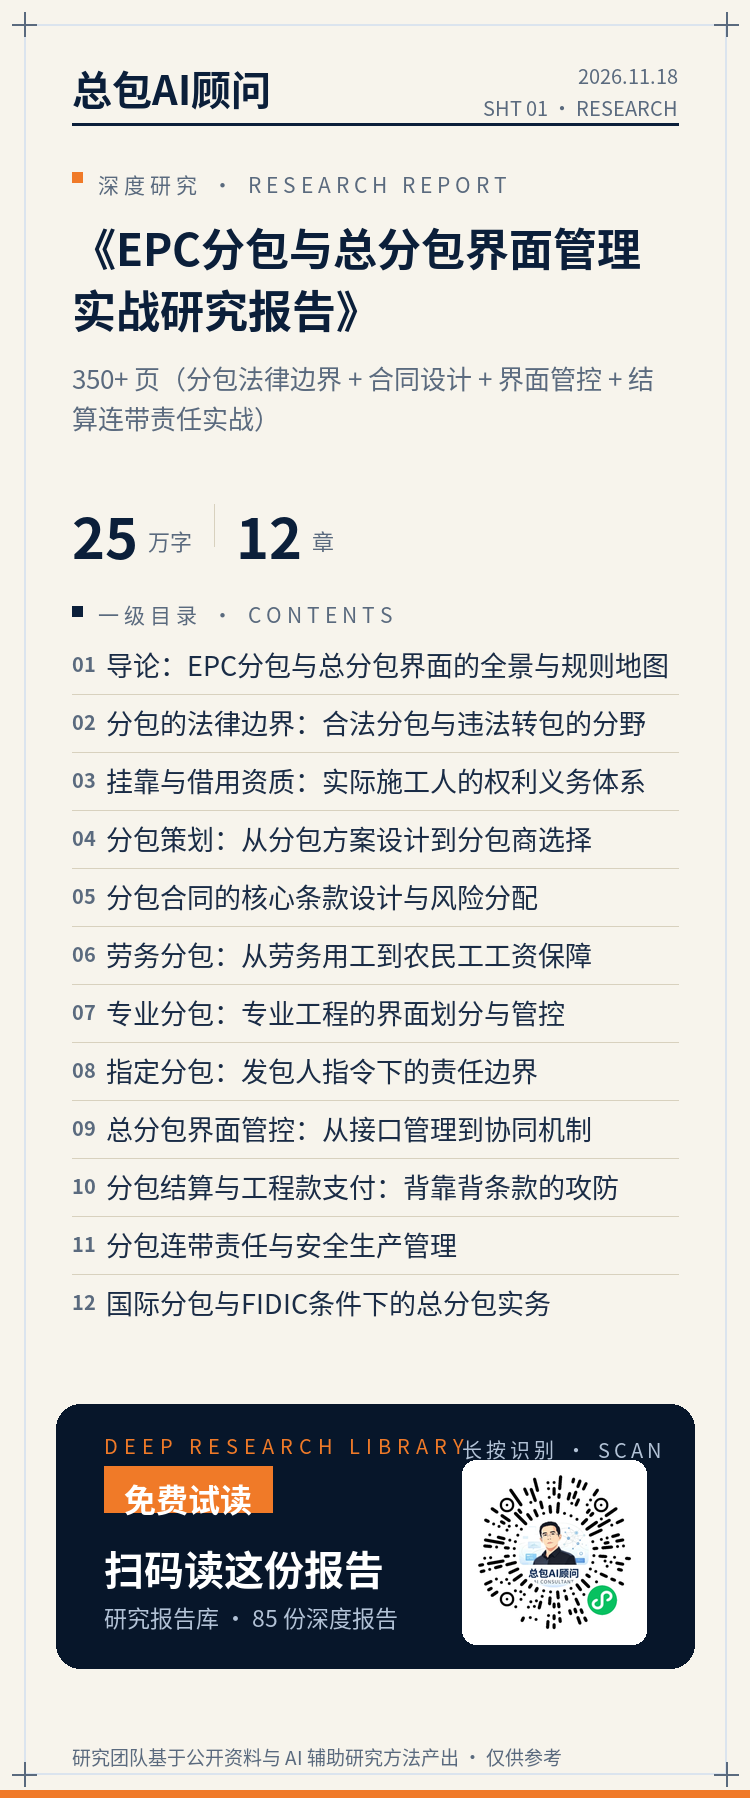 总包AI顾问
2026.11.18
SHT 01 • RESEARCH
深度研究 • RESEARCH REPORT
《EPC分包与总分包界面管理
实战研究报告》
350+ 页（分包法律边界 + 合同设计 + 界面管控 + 结
算连带责任实战）
25 万字 12 章
一级目录 • CONTENTS
01 导论：EPC分包与总分包界面的全景与规则地图
02 分包的法律边界：合法分包与违法转包的分野
03 挂靠与借用资质：实际施工人的权利义务体系
04 分包策划：从分包方案设计到分包商选择
05 分包合同的核心条款设计与风险分配
06 劳务分包：从劳务用工到农民工工资保障
07 专业分包：专业工程的界面划分与管控
08 指定分包：发包人指令下的责任边界
09 总分包界面管控：从接口管理到协同机制
10 分包结算与工程款支付：背靠背条款的攻防
11 分包连带责任与安全生产管理
12 国际分包与FIDIC条件下的总分包实务
DEEP RESEARCH LIBRARY
长按识别 • SCAN
免费试读
扫码读这份报告
研究报告库 • 85 份深度报告
总包AI顾问
AI CONSULTANT
研究团队基于公开资料与 AI 辅助研究方法产出 • 仅供参考